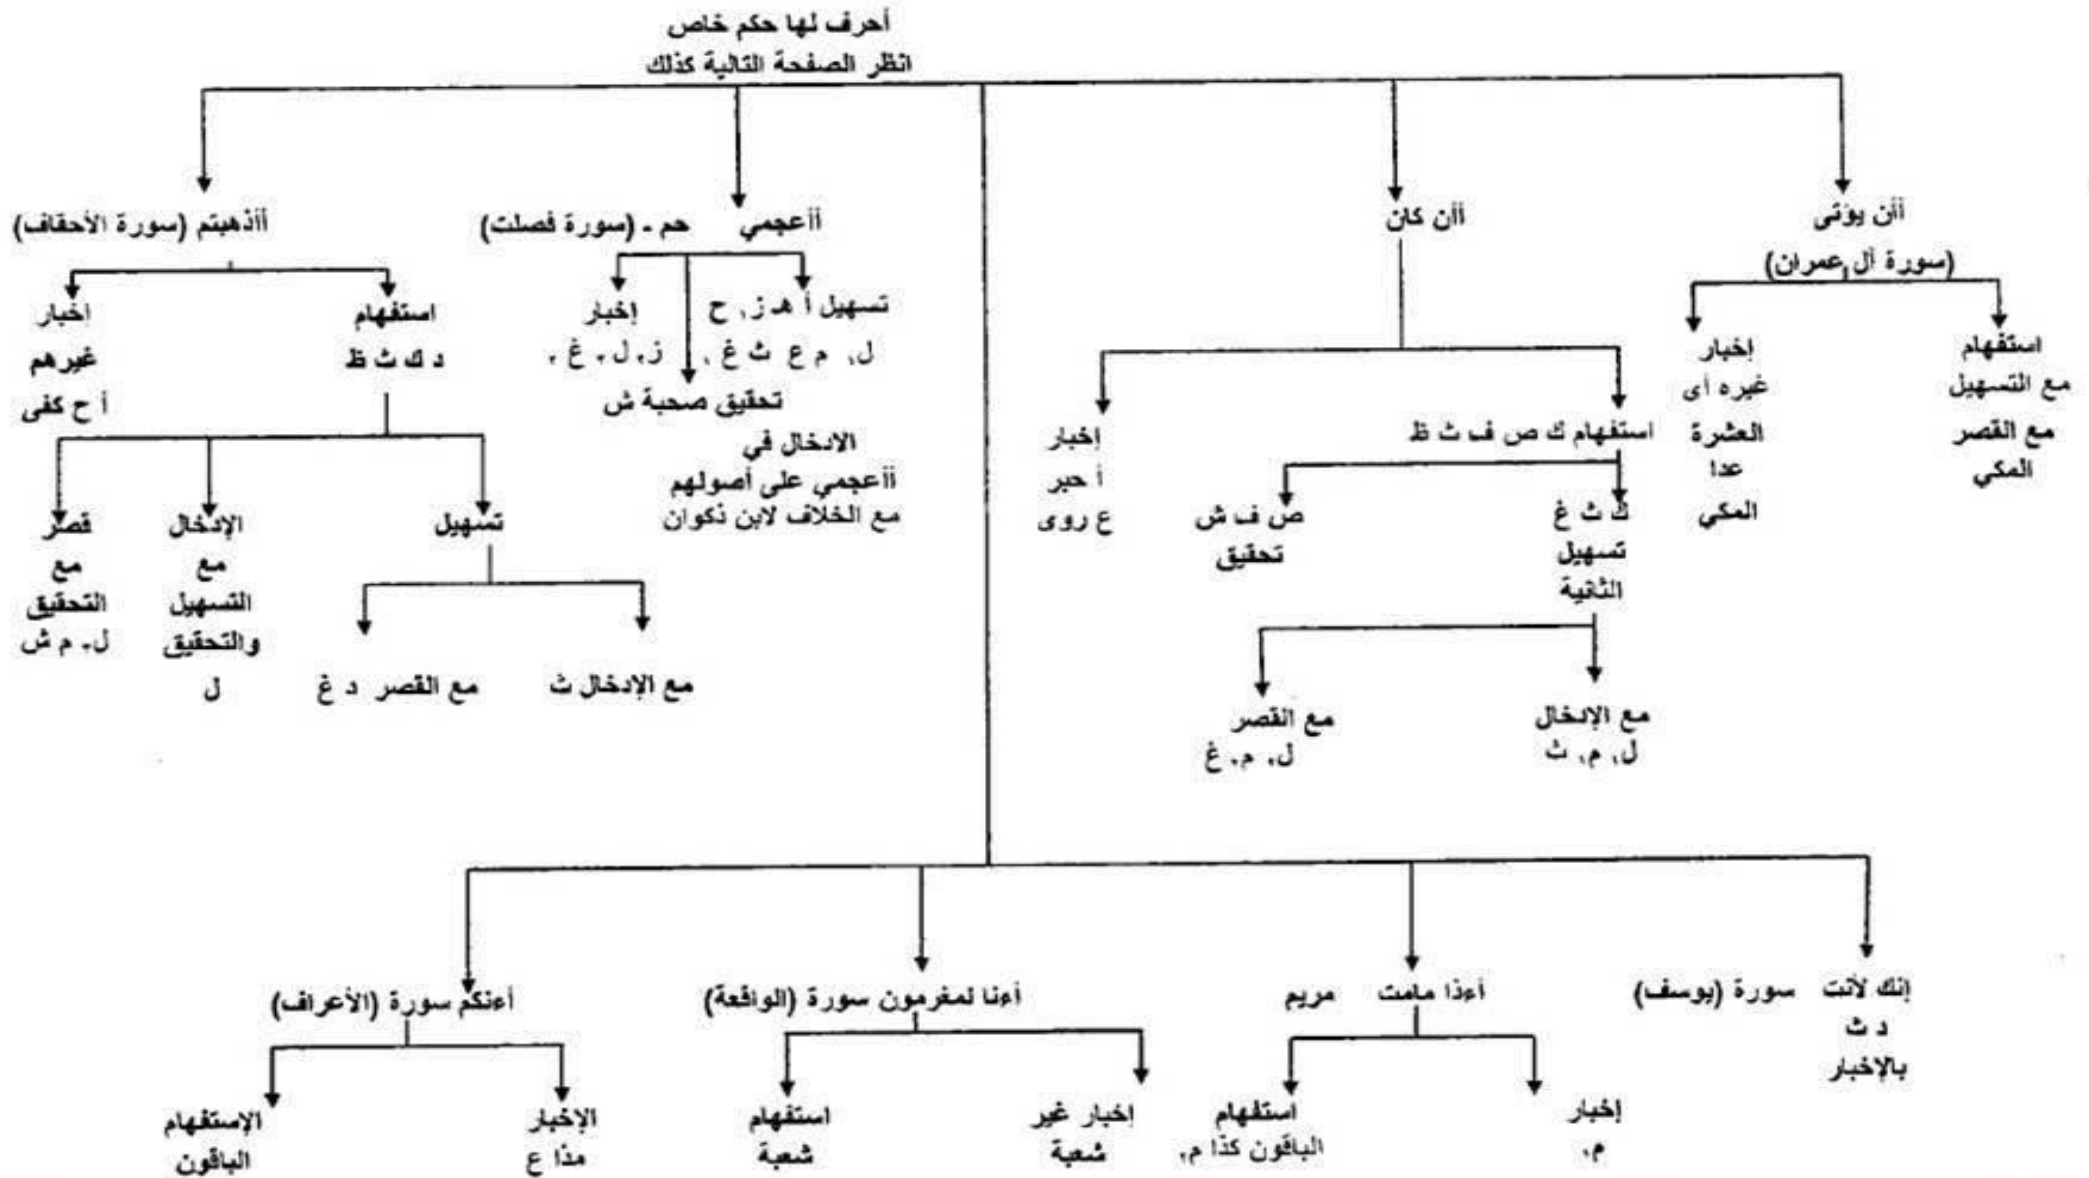 أحرف لها حكم خاص
انظر الصفحة التالية كذلك
أأن يؤتى
(سورة آل عمران)
استفهام
مع التسهيل
مع القصر
المكي
إخبار
غيره أى
العشرة
عدا
المكي
أأن كان
استفهام ك ص ف ث ظ
ك ث غ
تسهيل
الثانية
مع الإدخال
ل, م, ث
مع القصر
ل, م, غ
ص ف ش
تحقيق
إخبار
أ حبر
ع روى
أأعجمي حم - (سورة فصلت)
تسهيل أ هـ ز, ح
ل, م ع ث غ,
إخبار
ز, ل, غ,
تحقيق صحبة ش
الادخال في
أأعجمي على أصولهم
مع الخلاف لابن ذكوان
أأذهبتم (سورة الأحقاف)
استفهام
د ك ث ظ
إخبار
غيرهم
أ ح كفى
تسهيل
مع الإدخال ث
مع القصر د غ
الإدخال
مع
التسهيل
والتحقيق
ل
قصر
مع
التحقيق
ل, م ش
إنك لأنت سورة (يوسف)
د ث
بالإخبار
أءذا مامت مريم
إخبار
م,
استفهام
الباقون كذا م,
أءنا لمغرمون سورة (الواقعة)
إخبار غير
شعبة
استفهام
شعبة
أءنكم سورة (الأعراف)
الإخبار
مذا ع
الإستفهام
الباقون